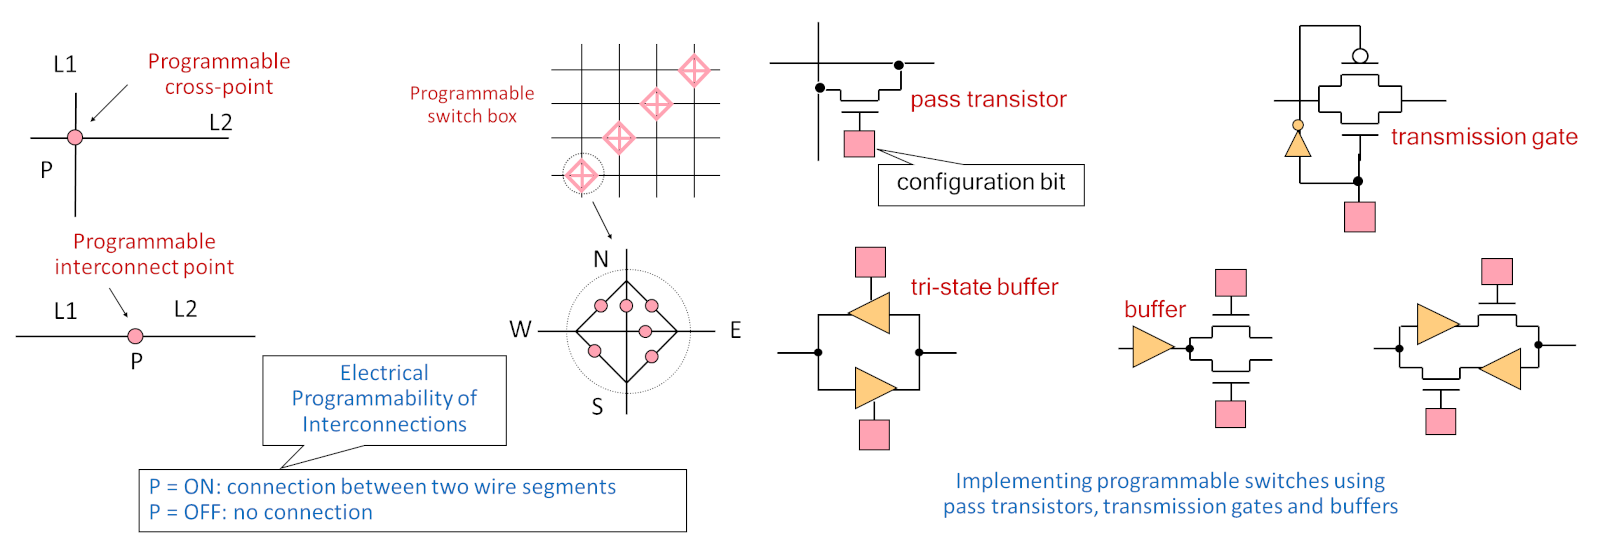 L1
Programmable
cross-point
L2
P
Programmable
interconnect point
L1
L2
P
Electrical
Programmability of
Interconnections
P = ON: connection between two wire segments
P = OFF: no connection
Programmable
switch box
N
W
E
S
pass transistor
configuration bit
transmission gate
tri-state buffer
buffer
Implementing programmable switches using
pass transistors, transmission gates and buffers